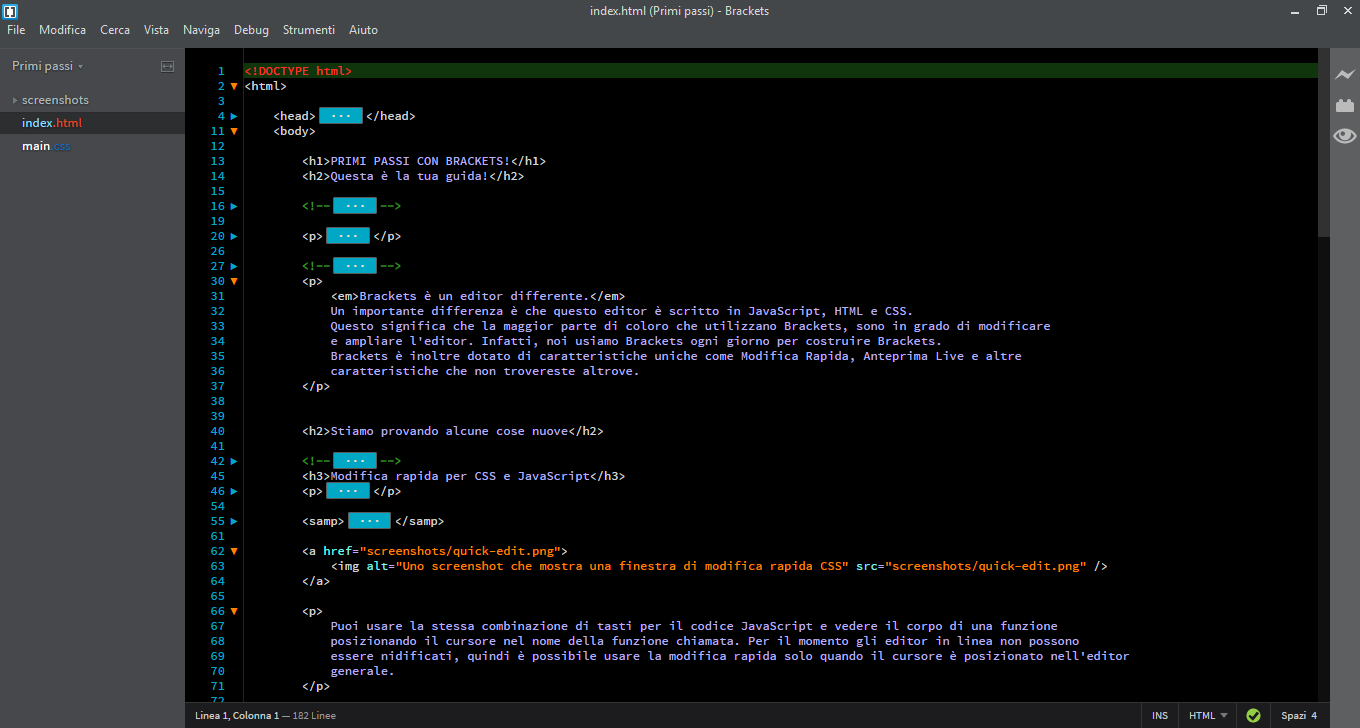 index.html (Primi passi) - Brackets
File Modifica Cerca Vista Naviga Debug Strumenti Aiuto
Primi passi
screenshots
index.html
main.css
1 <!DOCTYPE html>
2 <html>
3
4 <head> ... </head>
11 <body>
12
13 <h1>PRIMI PASSI CON BRACKETS!</h1>
14 <h2>Questa è la tua guida!</h2>
15
16 <!-- ... -->
19
20 <p> ... </p>
26
27 <!-- ... -->
30 <p>
31 <em>Brackets è un editor differente.</em>
32 Un importante differenza è che questo editor è scritto in JavaScript, HTML e CSS.
33 Questo significa che la maggior parte di coloro che utilizzano Brackets, sono in grado di modificare
34 e ampliare l'editor. Infatti, noi usiamo Brackets ogni giorno per costruire Brackets.
35 Brackets è inoltre dotato di caratteristiche uniche come Modifica Rapida, Anteprima Live e altre
36 caratteristiche che non trovereste altrove.
37 </p>
38
39
40 <h2>Stiamo provando alcune cose nuove</h2>
41
42 <!-- ... -->
45 <h3>Modifica rapida per CSS e JavaScript</h3>
46 <p> ... </p>
54
55 <samp> ... </samp>
61
62 <a href="screenshots/quick-edit.png">
63 <img alt="Uno screenshot che mostra una finestra di modifica rapida CSS" src="screenshots/quick-edit.png" />
64 </a>
65
66 <p>
67 Puoi usare la stessa combinazione di tasti per il codice JavaScript e vedere il corpo di una funzione
68 posizionando il cursore nel nome della funzione chiamata. Per il momento gli editor in linea non possono
69 essere nidificati, quindi è possibile usare la modifica rapida solo quando il cursore è posizionato nell'editor
70 generale.
71 </p>
72
Linea 1, Colonna 1 — 182 Linee INS HTML Spazi 4